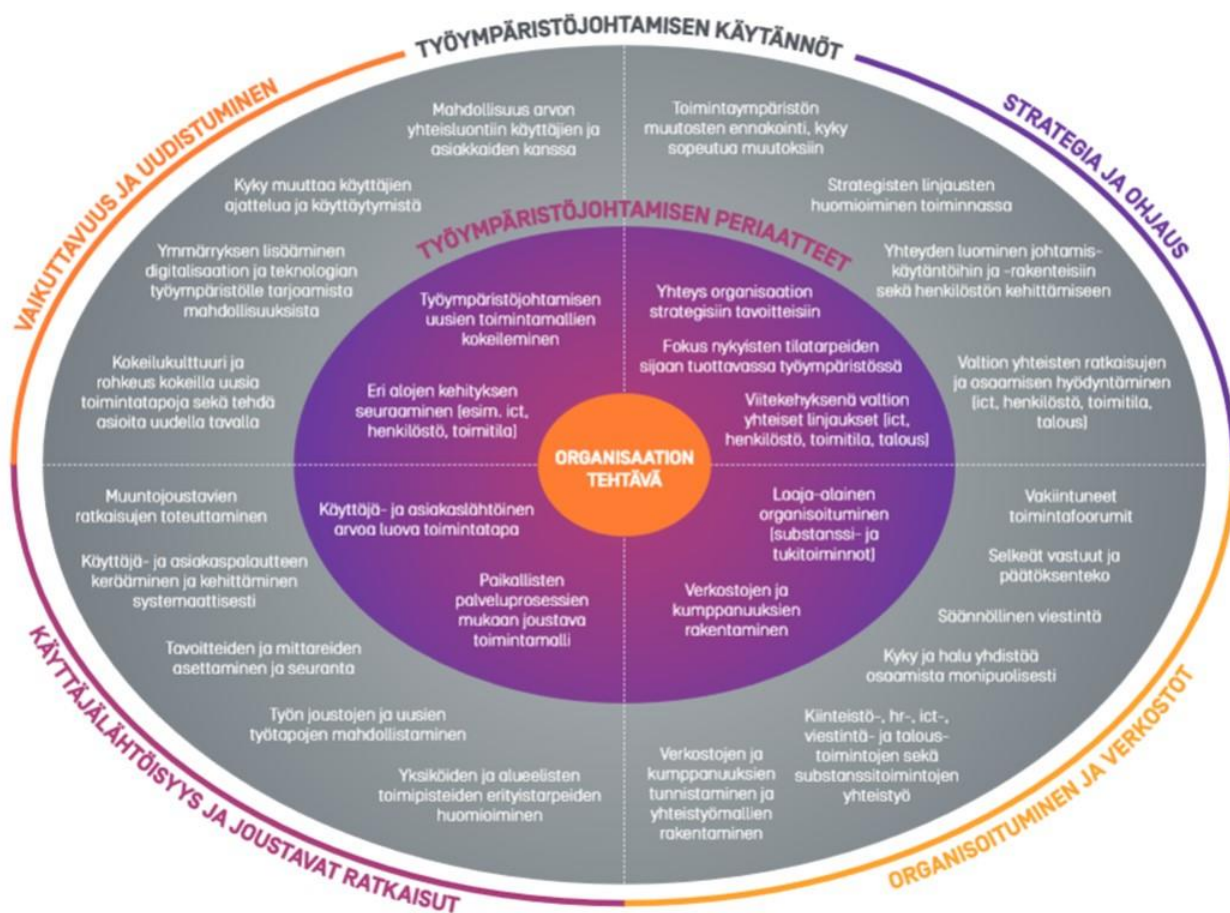 TYÖYMPÄRISTÖJOHTAMISEN KÄYTÄNNÖT
VAIKUTTAVUUS JA UUDISTUMINEN
Mahdollisuus arvon
yhteisluontiin käyttäjien ja
asiakkaiden kanssa
Kyky muuttaa käyttäjien
ajattelua ja käyttäytymistä
Ymmärryksen lisääminen
digitalisaation ja teknologian
työympäristölle tarjoamista
mahdollisuuksista
Kokeilukulttuuri ja
rohkeus kokeilla uusia
toimintatapoja sekä tehdä
asioita uudella tavalla
STRATEGIA JA OHJAUS
Toimintaympäristön
muutosten ennakointi, kyky
sopeutua muutoksiin
Strategisten linjausten
huomioiminen toiminnassa
Yhteyden luominen johtamis-
käytäntöihin ja -rakenteisiin
sekä henkilöstön kehittämiseen
Valtion yhteisten ratkaisujen
ja osaamisen hyödyntäminen
(ict, henkilöstö, toimitila,
talous)
TYÖYMPÄRISTÖJOHTAMISEN PERIAATTEET
Työympäristöjohtamisen
uusien toimintamallien
kokeileminen
Eri alojen kehityksen
seuraaminen (esim. ict,
henkilöstö, toimitila)
Yhteys organisaation
strategisiin tavoitteisiin
Fokus nykyisten tilatarpeiden
sijaan tuottavassa työympäristössä
Viitekehyksenä valtion
yhteiset linjaukset (ict,
henkilöstö, toimitila, talous)
ORGANISAATION
TEHTÄVÄ
Käyttäjä- ja asiakaslähtöinen
arvoa luova toimintatapa
Paikallisten
palveluprosessien
mukaan joustava
toimintamalli
Laaja-alainen
organisoituminen
(substanssi- ja
tukitoiminnot)
Verkostojen ja
kumppanuuksien
rakentaminen
Muuntojoustavien
ratkaisujen toteuttaminen
Käyttäjä- ja asiakaspalautteen
kerääminen ja kehittäminen
systemaattisesti
Tavoitteiden ja mittareiden
asettaminen ja seuranta
Työn joustojen ja uusien
työtapojen mahdollistaminen
Yksiköiden ja alueellisten
toimipisteiden erityistarpeiden
huomioiminen
KÄYTTÄJÄLÄHTÖISYYS JA JOUSTAVAT RATKAISUT
Vakiintuneet
toimintafoorumit
Selkeät vastuut ja
päätöksenteko
Säännöllinen viestintä
Kyky ja halu yhdistää
osaamista monipuolisesti
Kiinteistö-, hr-, ict-,
viestintä- ja talous-
toimintojen sekä
substanssitoimintojen
yhteistyö
Verkostojen ja
kumppanuuksien
tunnistaminen ja
yhteistyömallien
rakentaminen
ORGANISOITUMINEN JA VERKOSTOT